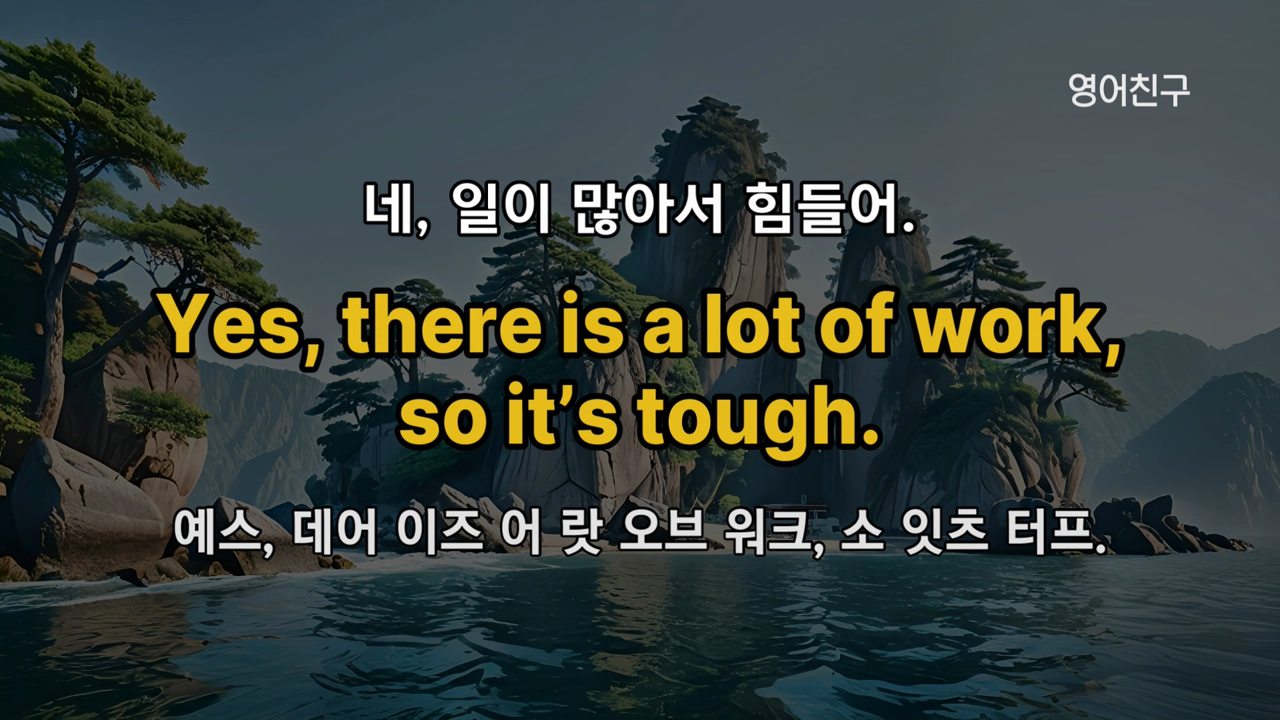 영어친구
네, 일이 많아서 힘들어.
Yes, there is a lot of work,
so it’s tough.
예스, 데어 이즈 어 랏 오브 워크, 소 잇츠 터프.